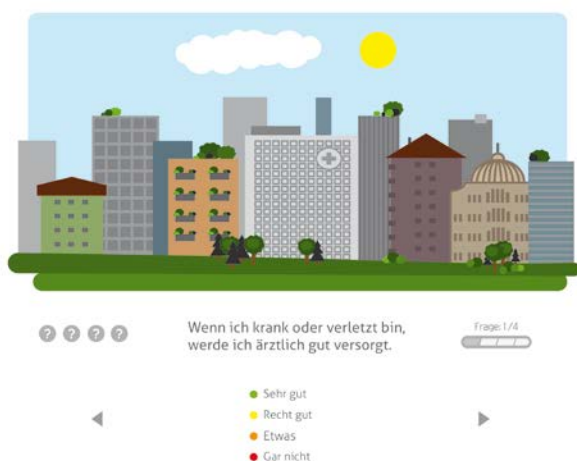 ? ? ? ?
Wenn ich krank oder verletzt bin,
werde ich ärztlich gut versorgt.
Frage: 1/4
Sehr gut
Recht gut
Etwas
Gar nicht